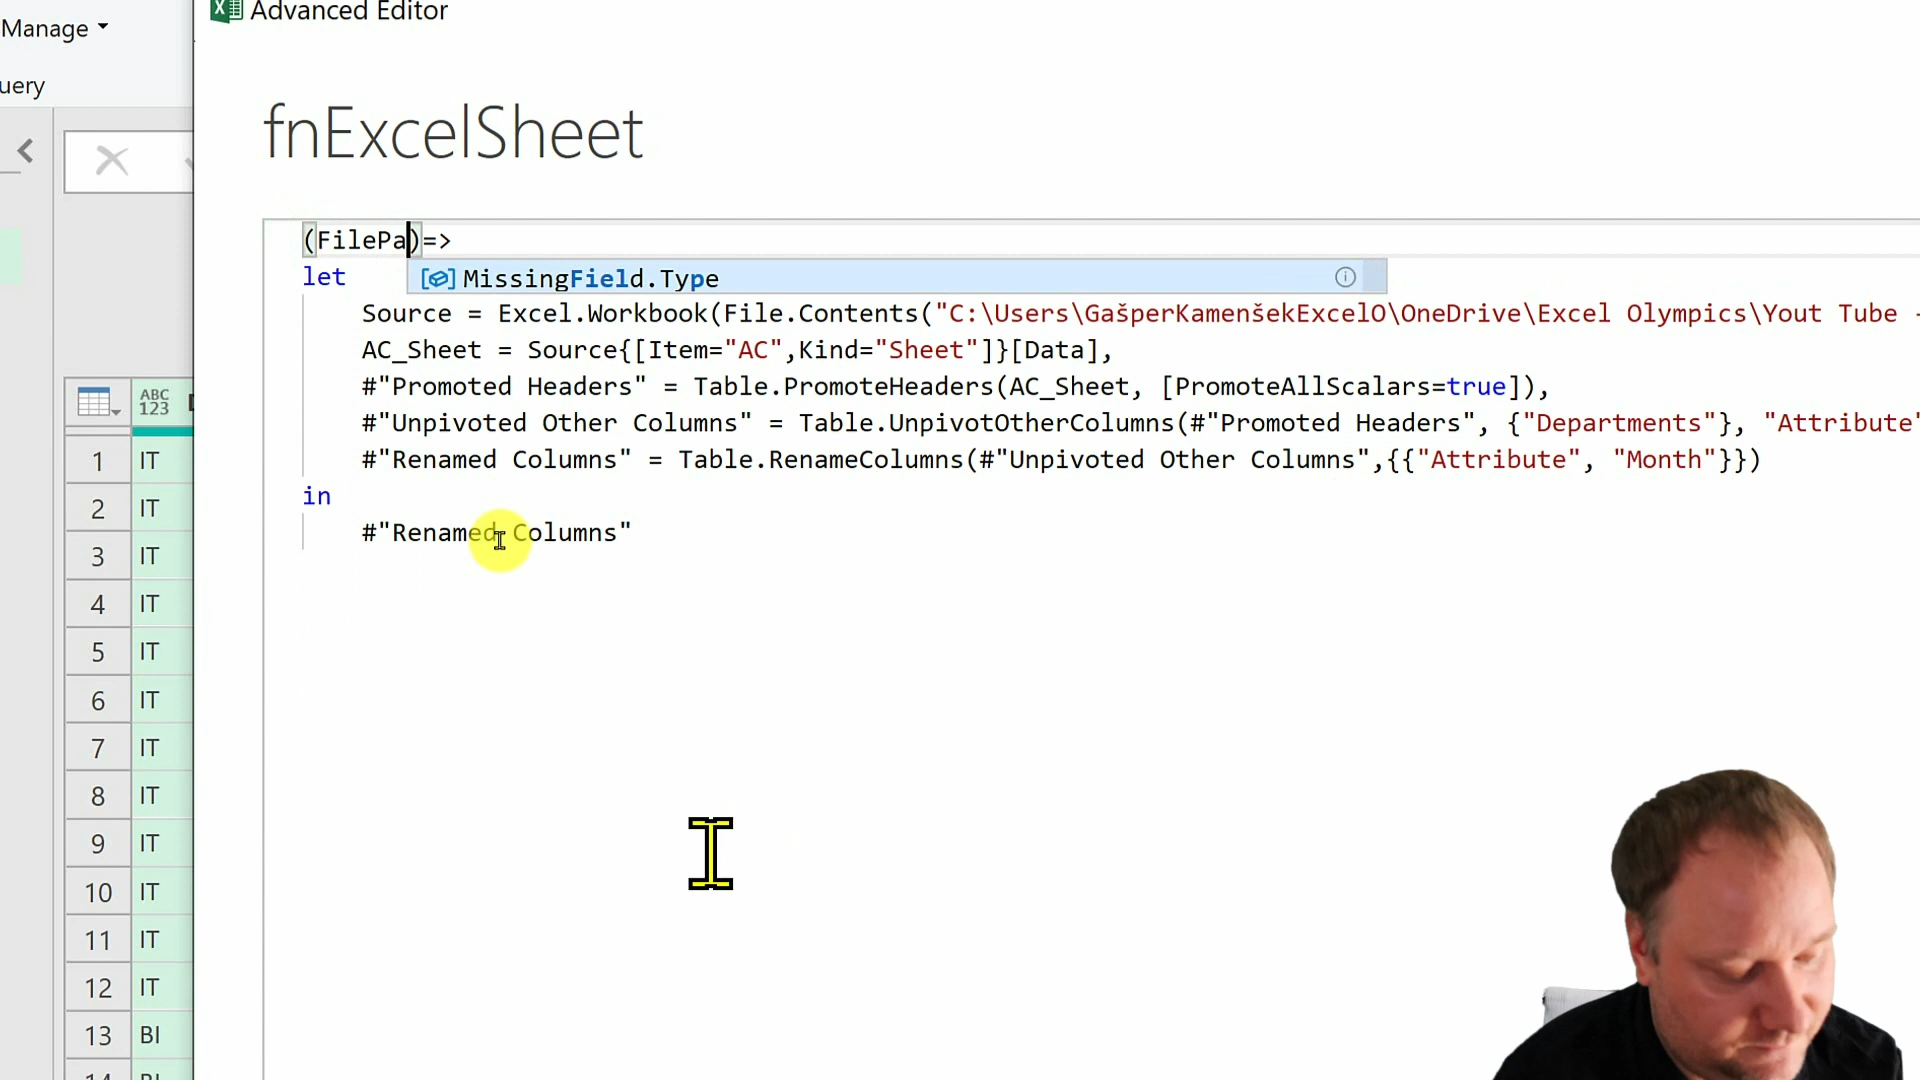 Manage
uery
Advanced Editor
fnExcelSheet
(FilePa)=>
MissingField.Type
let
Source = Excel.Workbook(File.Contents("C:\Users\GašperKamenšekExcelO\OneDrive\Excel Olympics\Yout Tube -
AC_Sheet = Source{[Item="AC",Kind="Sheet"]}[Data],
#"Promoted Headers" = Table.PromoteHeaders(AC_Sheet, [PromoteAllScalars=true]),
#"Unpivoted Other Columns" = Table.UnpivotOtherColumns(#"Promoted Headers", {"Departments"}, "Attribute"
#"Renamed Columns" = Table.RenameColumns(#"Unpivoted Other Columns",{{"Attribute", "Month"}})
in
#"Renamed Columns"
ABC
123
1 IT
2 IT
3 IT
4 IT
5 IT
6 IT
7 IT
8 IT
9 IT
10 IT
11 IT
12 IT
13 BI
14 BI